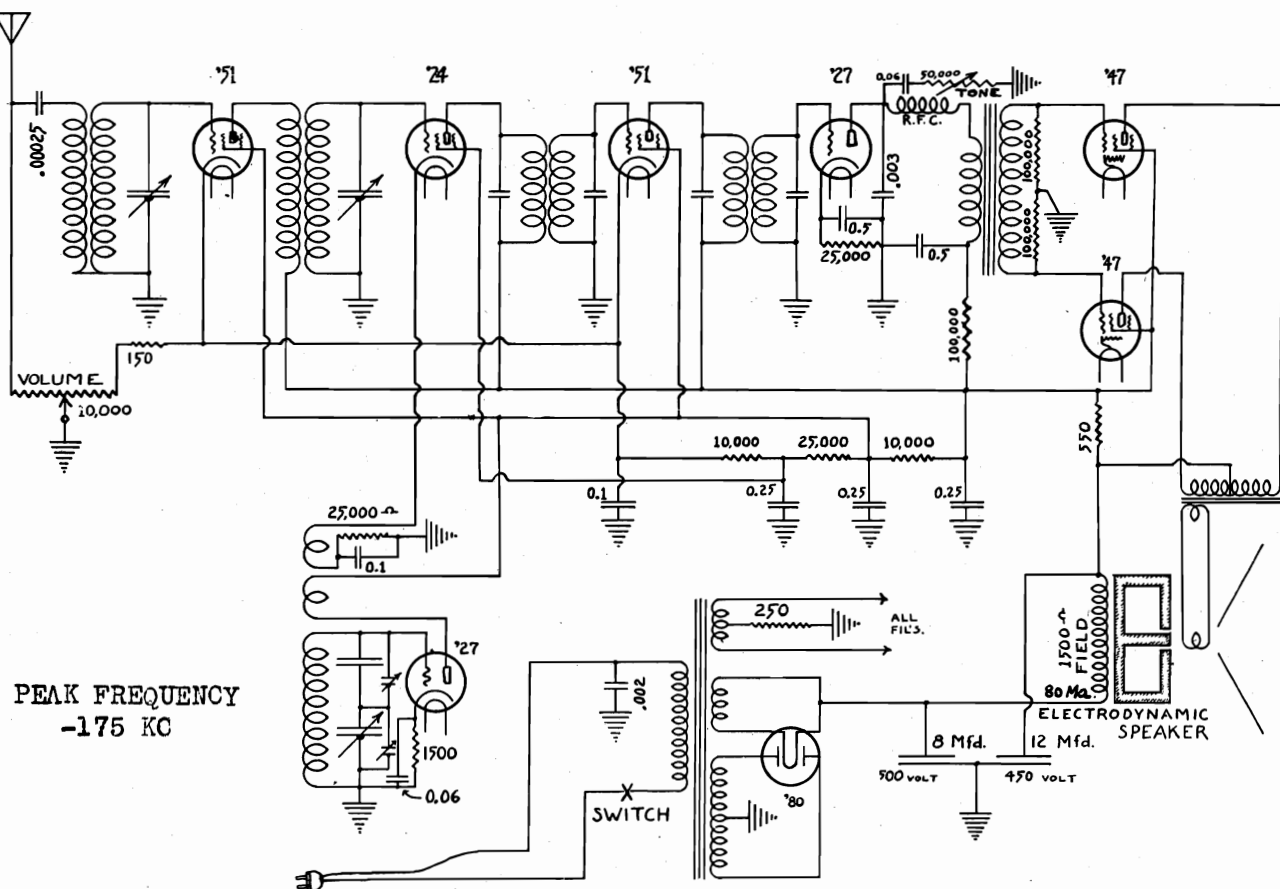 '51
'24
'51
'27
'47
.00025
0.06
50,000
TONE
R.F.C.
.003
0.5
25,000
0.5
100,000
100,000
'47
100,000
150
VOLUME
10,000
550
10,000
25,000
10,000
0.1
0.25
0.25
0.25
25,000 Ω
0.1
'27
1500
0.06
PEAK FREQUENCY
-175 KC
.002
SWITCH
250
ALL
FIL'S.
'80
1500
FIELD
80 Ma.
ELECTRODYNAMIC
SPEAKER
8 Mfd.
12 Mfd.
500 VOLT
450 VOLT